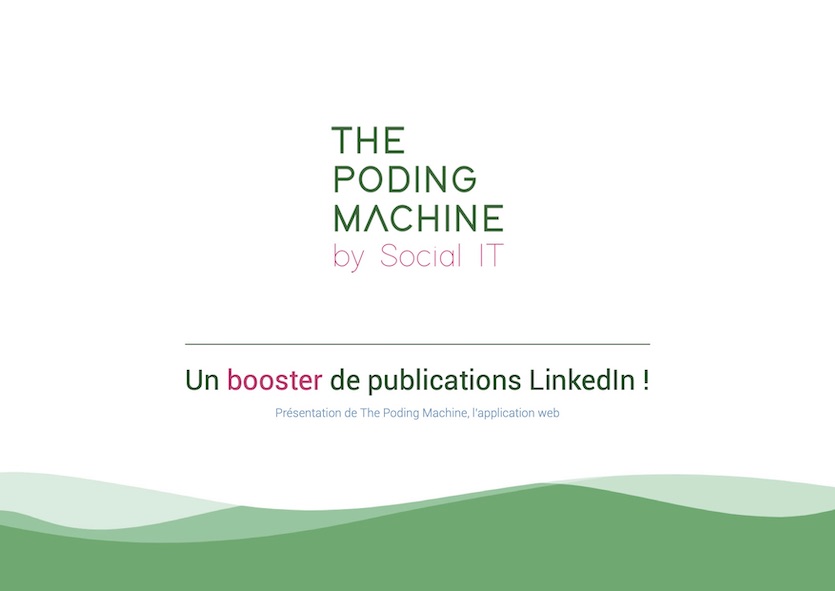 THE
PODING
MACHINE
by Social IT
Un booster de publications LinkedIn !
Présentation de The Poding Machine, l'application web